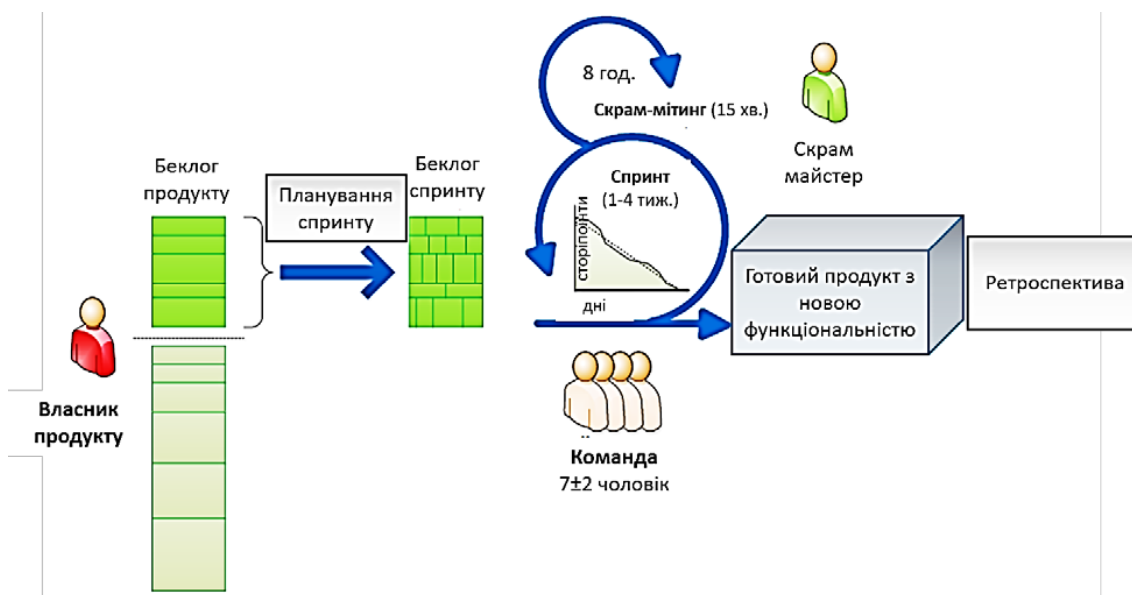 8 год.
Скрам-мітинг (15 хв.)
Скрам
майстер
Беклог
продукту
Планування
спринту
Беклог
спринту
Спринт
(1-4 тиж.)
сторіпоінти
дні
Готовий продукт з
новою
функціональністю
Ретроспектива
Власник
продукту
Команда
7±2 чоловік